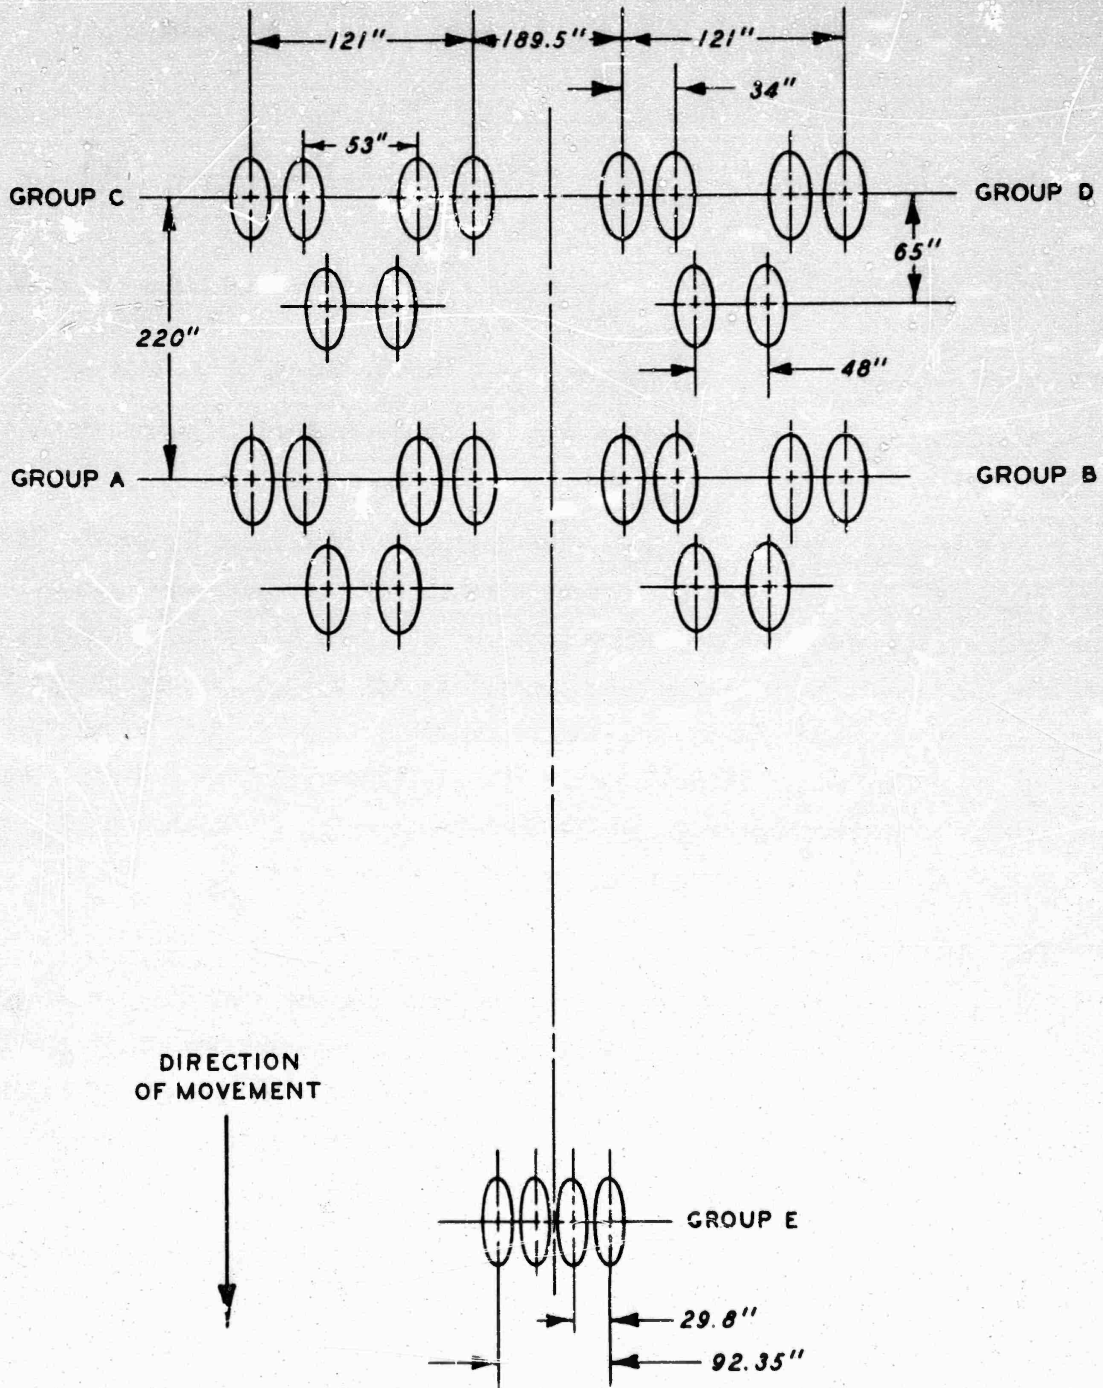 121" 189.5" 121"
34"
53"
GROUP C GROUP D
65"
220"
48"
GROUP A GROUP B
DIRECTION
OF MOVEMENT
GROUP E
29.8"
92.35"